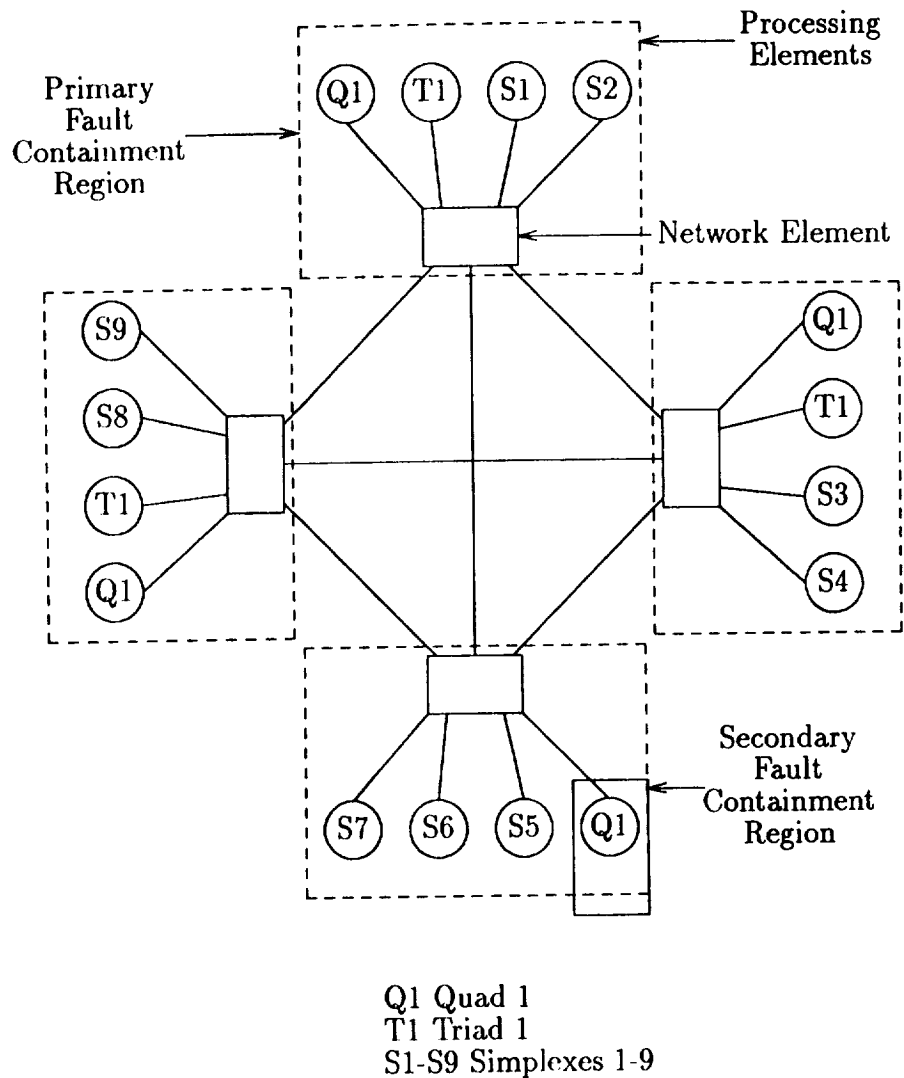 Processing
Elements
Primary
Fault
Containment
Region
Q1 T1 S1 S2
Network Element
S9
S8
T1
Q1
Q1
T1
S3
S4
S7 S6 S5 Q1
Secondary
Fault
Containment
Region
Q1 Quad 1
T1 Triad 1
S1-S9 Simplexes 1-9